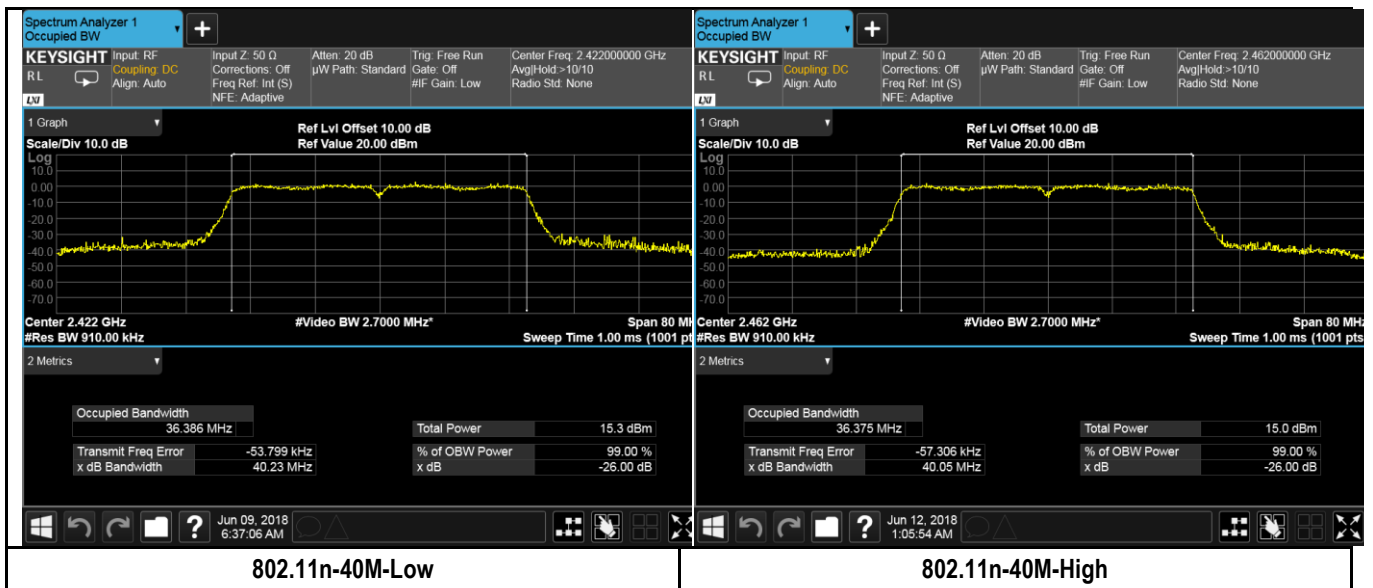 Spectrum Analyzer 1
Occupied BW
+
KEYSIGHT
RL
LXI
Input: RF
Coupling: DC
Align: Auto
Input Z: 50 Ω
Corrections: Off
Freq Ref: Int (S)
NFE: Adaptive
Atten: 20 dB
µW Path: Standard
Trig: Free Run
Gate: Off
#IF Gain: Low
Center Freq: 2.422000000 GHz
Avg|Hold:>10/10
Radio Std: None
1 Graph
Scale/Div 10.0 dB
Ref Lvl Offset 10.00 dB
Ref Value 20.00 dBm
Log
10.0
0.00
-10.0
-20.0
-30.0
-40.0
-50.0
-60.0
-70.0
Center 2.422 GHz
#Video BW 2.7000 MHz*
Span 80 MH
#Res BW 910.00 kHz
Sweep Time 1.00 ms (1001 pt
2 Metrics
Occupied Bandwidth
36.386 MHz
Total Power 15.3 dBm
Transmit Freq Error -53.799 kHz
% of OBW Power 99.00 %
x dB Bandwidth 40.23 MHz
x dB -26.00 dB
?
Jun 09, 2018
6:37:06 AM
802.11n-40M-Low
Spectrum Analyzer 1
Occupied BW
+
KEYSIGHT
RL
LXI
Input: RF
Coupling: DC
Align: Auto
Input Z: 50 Ω
Corrections: Off
Freq Ref: Int (S)
NFE: Adaptive
Atten: 20 dB
µW Path: Standard
Trig: Free Run
Gate: Off
#IF Gain: Low
Center Freq: 2.462000000 GHz
Avg|Hold:>10/10
Radio Std: None
1 Graph
Scale/Div 10.0 dB
Ref Lvl Offset 10.00 dB
Ref Value 20.00 dBm
Log
10.0
0.00
-10.0
-20.0
-30.0
-40.0
-50.0
-60.0
-70.0
Center 2.462 GHz
#Video BW 2.7000 MHz*
Span 80 MHz
#Res BW 910.00 kHz
Sweep Time 1.00 ms (1001 pts
2 Metrics
Occupied Bandwidth
36.375 MHz
Total Power 15.0 dBm
Transmit Freq Error -57.306 kHz
% of OBW Power 99.00 %
x dB Bandwidth 40.05 MHz
x dB -26.00 dB
?
Jun 12, 2018
1:05:54 AM
802.11n-40M-High